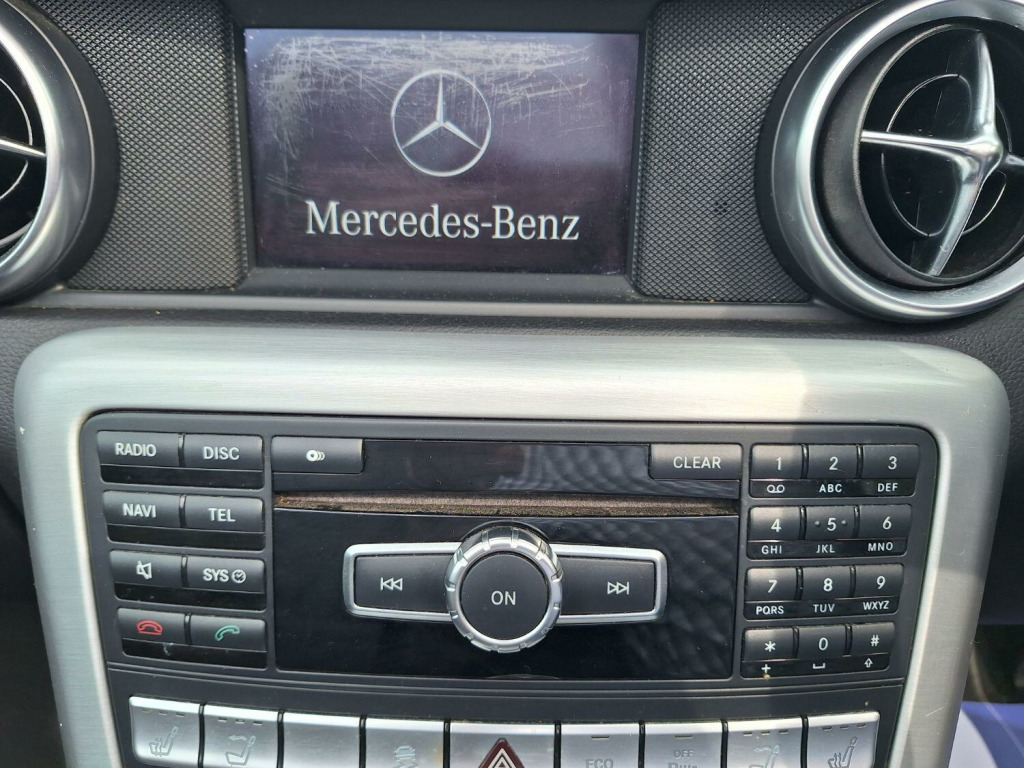 Mercedes-Benz
RADIO DISC CLEAR 1 2 3
ABC DEF
NAVI TEL 4 5 6
GHI JKL MNO
SYS ON 7 8 9
PQRS TUV WXYZ
* 0 #
+
ECO OFF